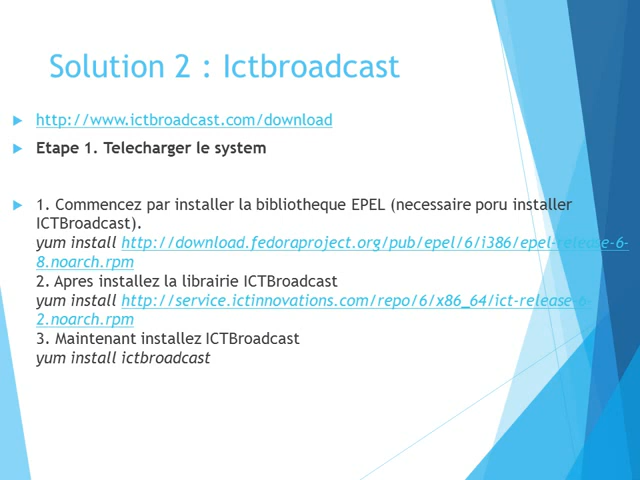 Solution 2 : Ictbroadcast
http://www.ictbroadcast.com/download
Etape 1. Telecharger le system
1. Commencez par installer la bibliotheque EPEL (necessaire poru installer
ICTBroadcast).
yum install http://download.fedoraproject.org/pub/epel/6/i386/epel-release-6-
8.noarch.rpm
2. Apres installez la librairie ICTBroadcast
yum install http://service.ictinnovations.com/repo/6/x86_64/ict-release-6-
2.noarch.rpm
3. Maintenant installez ICTBroadcast
yum install ictbroadcast